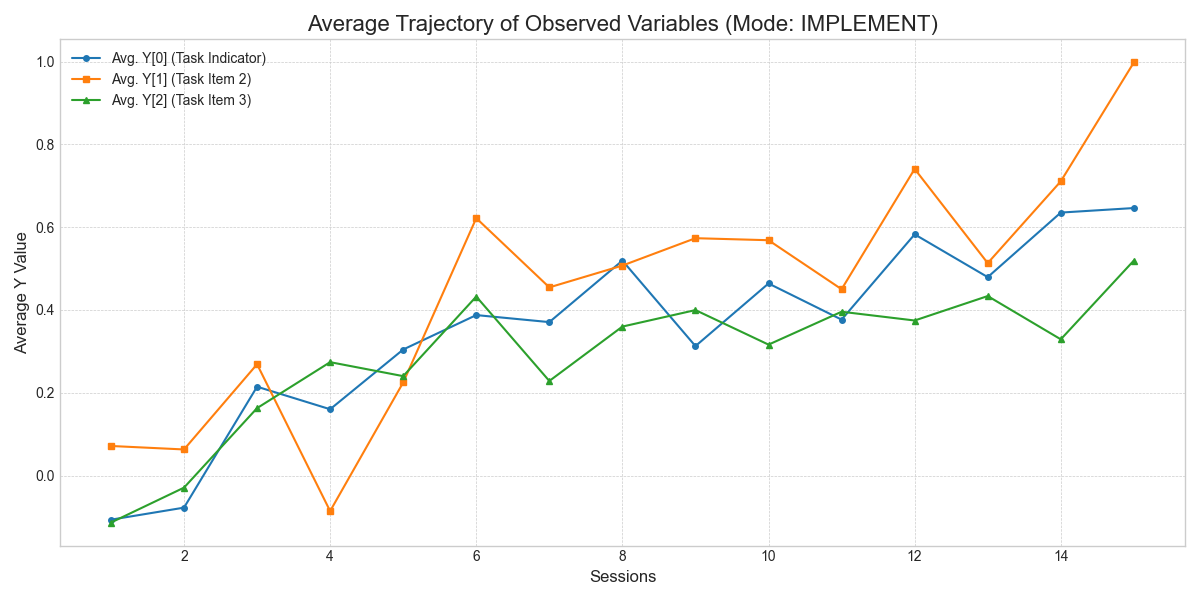 Average Trajectory of Observed Variables (Mode: IMPLEMENT)
Avg. Y[0] (Task Indicator)
Avg. Y[1] (Task Item 2)
Avg. Y[2] (Task Item 3)
Average Y Value
1.0
0.8
0.6
0.4
0.2
0.0
2 4 6 8 10 12 14
Sessions